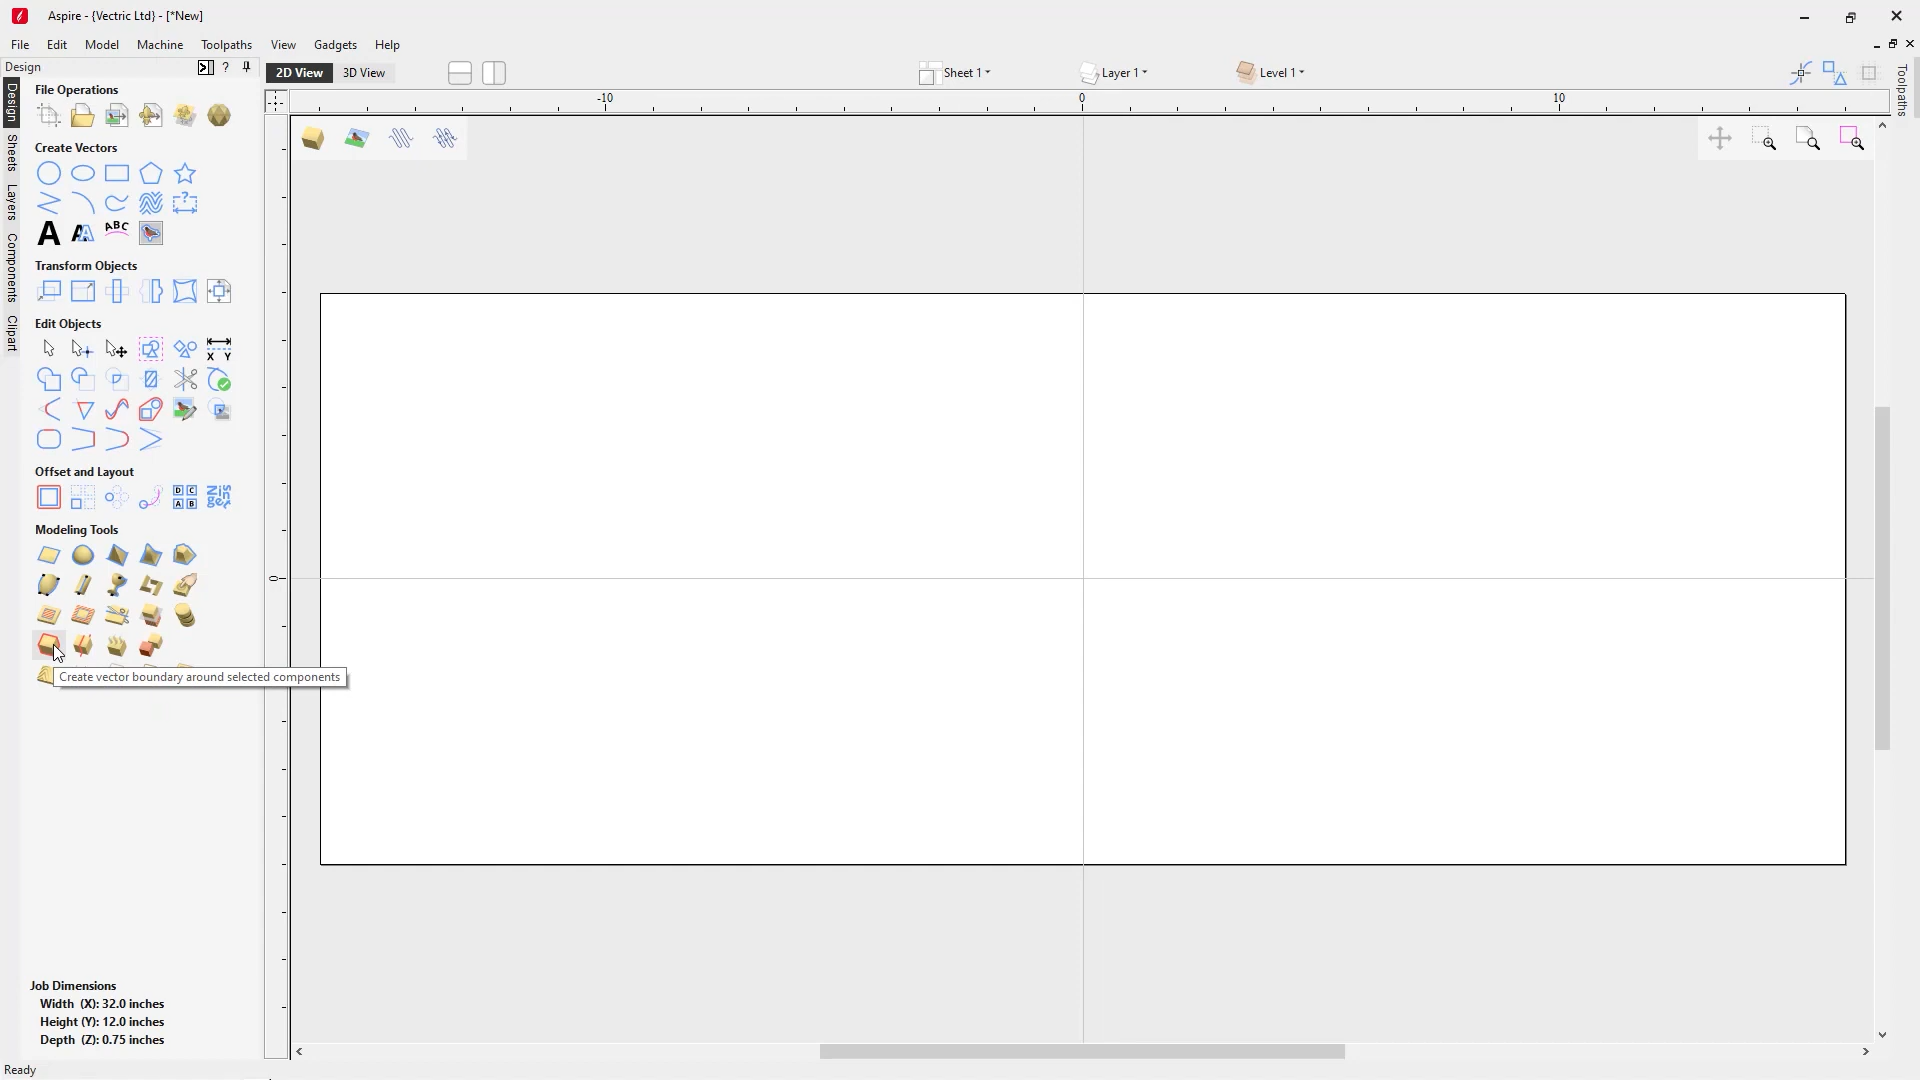 Aspire - {Vectric Ltd} - [*New]
File Edit Model Machine Toolpaths View Gadgets Help
Design ?
2D View 3D View Sheet 1 Layer 1 Level 1
Toolpaths
Design
Sheets
Layers
Components
Clipart
File Operations
Create Vectors
?
A A A ABC
Transform Objects
Edit Objects
X Y
Offset and Layout
D C
A B
Modeling Tools
Create vector boundary around selected components
-10 0 10
0
Job Dimensions
Width (X): 32.0 inches
Height (Y): 12.0 inches
Depth (Z): 0.75 inches
Ready